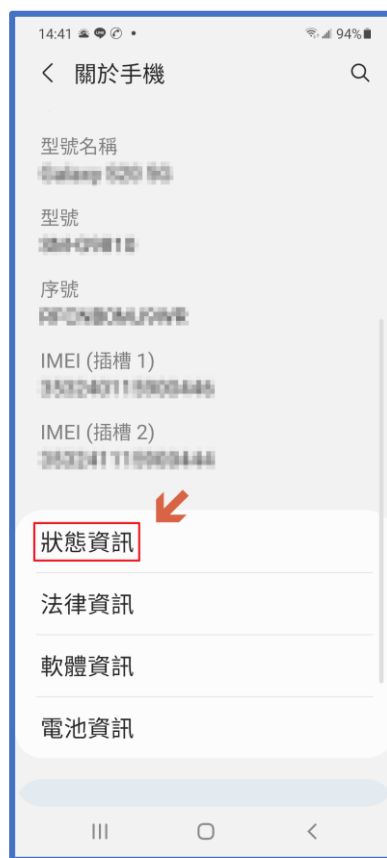 14:41
94%
關於手機
型號名稱
型號
序號
IMEI (插槽 1)
IMEI (插槽 2)
狀態資訊
法律資訊
軟體資訊
電池資訊